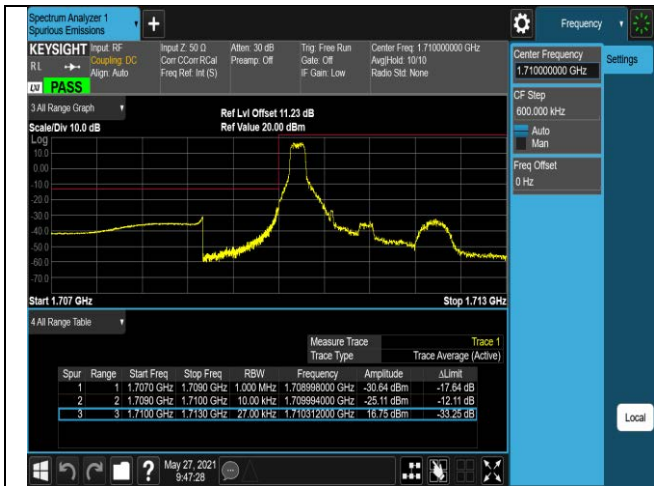 Spectrum Analyzer 1
Spurious Emissions
Frequency
KEYSIGHT
RL
Input: RF
Coupling: DC
Align: Auto
Input Z: 50 Ω
Corr CCorr RCal
Freq Ref: Int (S)
Atten: 30 dB
Preamp: Off
Trig: Free Run
Gate: Off
IF Gain: Low
Center Freq: 1.710000000 GHz
Avg|Hold: 10/10
Radio Std: None
PASS
Center Frequency
1.710000000 GHz
Settings
CF Step
600.000 kHz
Auto
Man
Freq Offset
0 Hz
3 All Range Graph
Ref Lvl Offset 11.23 dB
Scale/Div 10.0 dB
Ref Value 20.00 dBm
Log
10.0
0.00
-10.0
-20.0
-30.0
-40.0
-50.0
-60.0
-70.0
Start 1.707 GHz
Stop 1.713 GHz
4 All Range Table
Measure Trace Trace 1
Trace Type Trace Average (Active)
Spur Range Start Freq Stop Freq RBW Frequency Amplitude ΔLimit
1 1 1.7070 GHz 1.7090 GHz 1.000 MHz 1.708998000 GHz -30.64 dBm -17.64 dB
2 2 1.7090 GHz 1.7100 GHz 10.00 kHz 1.709994000 GHz -25.11 dBm -12.11 dB
3 3 1.7100 GHz 1.7130 GHz 27.00 kHz 1.710312000 GHz 16.75 dBm -33.25 dB
Local
?
May 27, 2021
9:47:28